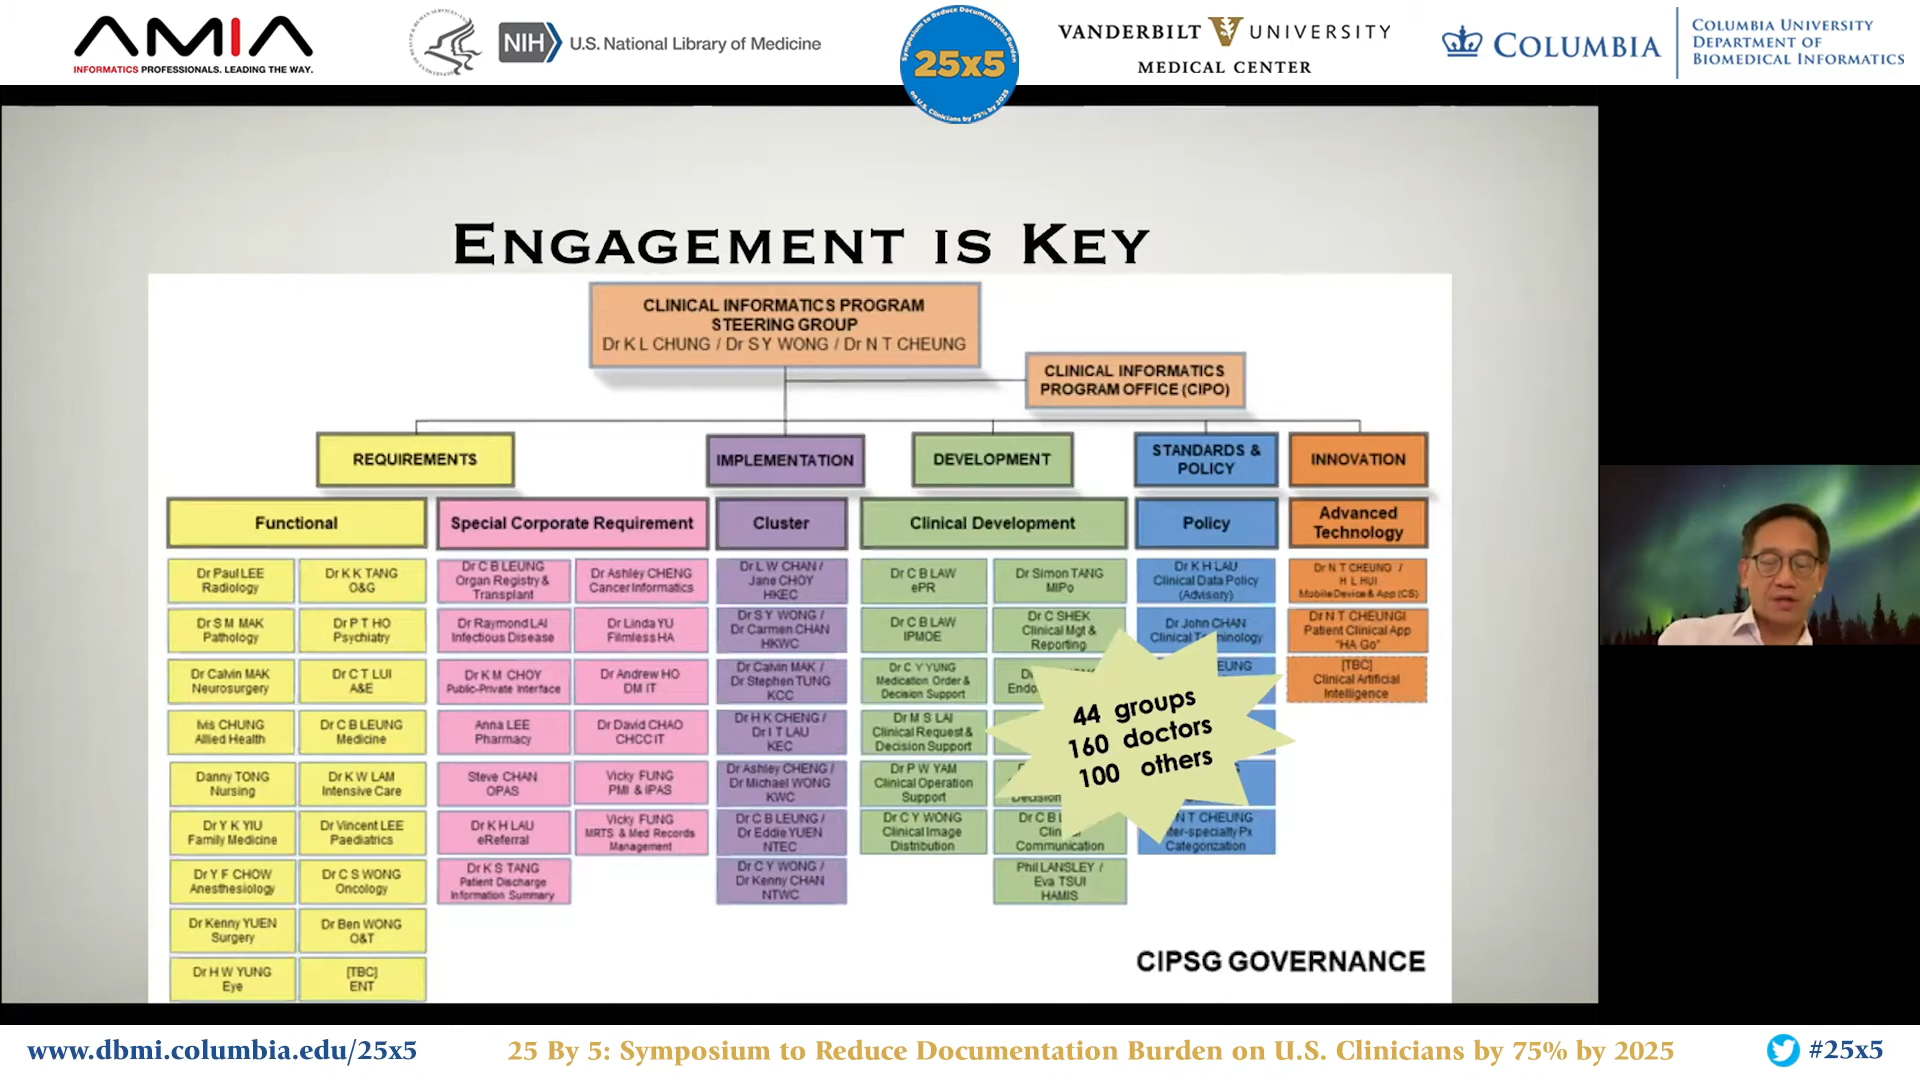 AMIA
INFORMATICS PROFESSIONALS. LEADING THE WAY.
NIH U.S. National Library of Medicine
Symposium to Reduce Documentation Burden
25x5
on U.S. Clinicians by 75% by 2025
VANDERBILT UNIVERSITY
MEDICAL CENTER
COLUMBIA
COLUMBIA UNIVERSITY
DEPARTMENT OF
BIOMEDICAL INFORMATICS
ENGAGEMENT IS KEY
CLINICAL INFORMATICS PROGRAM
STEERING GROUP
Dr K L CHUNG / Dr S Y WONG / Dr N T CHEUNG
CLINICAL INFORMATICS
PROGRAM OFFICE (CIPO)
REQUIREMENTS
IMPLEMENTATION
DEVELOPMENT
STANDARDS &
POLICY
INNOVATION
Functional
Dr Paul LEE
Radiology
Dr K K TANG
O&G
Dr S M MAK
Pathology
Dr P T HO
Psychiatry
Dr Calvin MAK
Neurosurgery
Dr C T LUI
A&E
Ivis CHUNG
Allied Health
Dr C B LEUNG
Medicine
Danny TONG
Nursing
Dr K W LAM
Intensive Care
Dr Y K YIU
Family Medicine
Dr Vincent LEE
Paediatrics
Dr Y F CHOW
Anesthesiology
Dr C S WONG
Oncology
Dr Kenny YUEN
Surgery
Dr Ben WONG
O&T
Dr H W YUNG
Eye
[TBC]
ENT
Special Corporate Requirement
Dr C B LEUNG
Organ Registry &
Transplant
Dr Ashley CHENG
Cancer Informatics
Dr Raymond LAI
Infectious Disease
Dr Linda YU
Filmless HA
Dr K M CHOY
Public-Private Interface
Dr Andrew HO
DM IT
Anna LEE
Pharmacy
Dr David CHAO
CHCC IT
Steve CHAN
OPAS
Vicky FUNG
PMI & IPAS
Dr K H LAU
eReferral
Vicky FUNG
MRTS & Med Records
Management
Dr K S TANG
Patient Discharge
Information Summary
Cluster
Dr L W CHAN /
Jane CHOY
HKEC
Dr S Y WONG /
Dr Carmen CHAN
HKWC
Dr Calvin MAK /
Dr Stephen TUNG
KCC
Dr H K CHENG /
Dr I T LAU
KEC
Dr Ashley CHENG /
Dr Michael WONG
KWC
Dr C B LEUNG /
Dr Eddie YUEN
NTEC
Dr C Y WONG /
Dr Kenny CHAN
NTWC
Clinical Development
Dr C B LAW
ePR
Dr Simon TANG
MIPo
Dr C B LAW
IPMOE
Dr C SHEK
Clinical Mgt &
Reporting
Dr C Y YUNG
Medication Order &
Decision Support
Dr M S LAI
Clinical Request &
Decision Support
Dr P W YAM
Clinical Operation
Support
Decision
Dr C Y WONG
Clinical Image
Distribution
Dr C B
Communication
Phil LANSLEY /
Eva TSUI
HAMIS
Policy
Dr K H LAU
Clinical Data Policy
(Advisory)
Dr John CHAN
Clinical
EUNG
N T CHEUNG
ter-specialty Px
Categorization
Advanced
Technology
Dr N T CHEUNG /
H L HUI
Mobile Device & App (CS)
Dr N T CHEUNGI
Patient Clinical App
"HA Go"
[TBC]
Clinical Artificial
Intelligence
44 groups
160 doctors
100 others
CIPSG GOVERNANCE
www.dbmi.columbia.edu/25x5
25 By 5: Symposium to Reduce Documentation Burden on U.S. Clinicians by 75% by 2025
#25x5